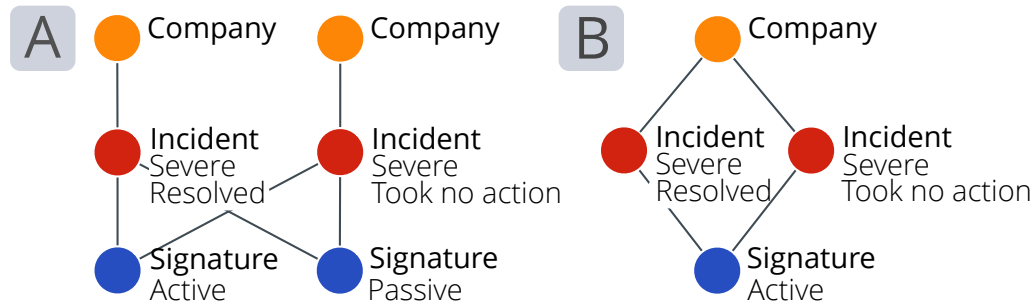 A
Company
Company
Incident
Severe
Resolved
Incident
Severe
Took no action
Signature
Active
Signature
Passive
B
Company
Incident
Severe
Resolved
Incident
Severe
Took no action
Signature
Active